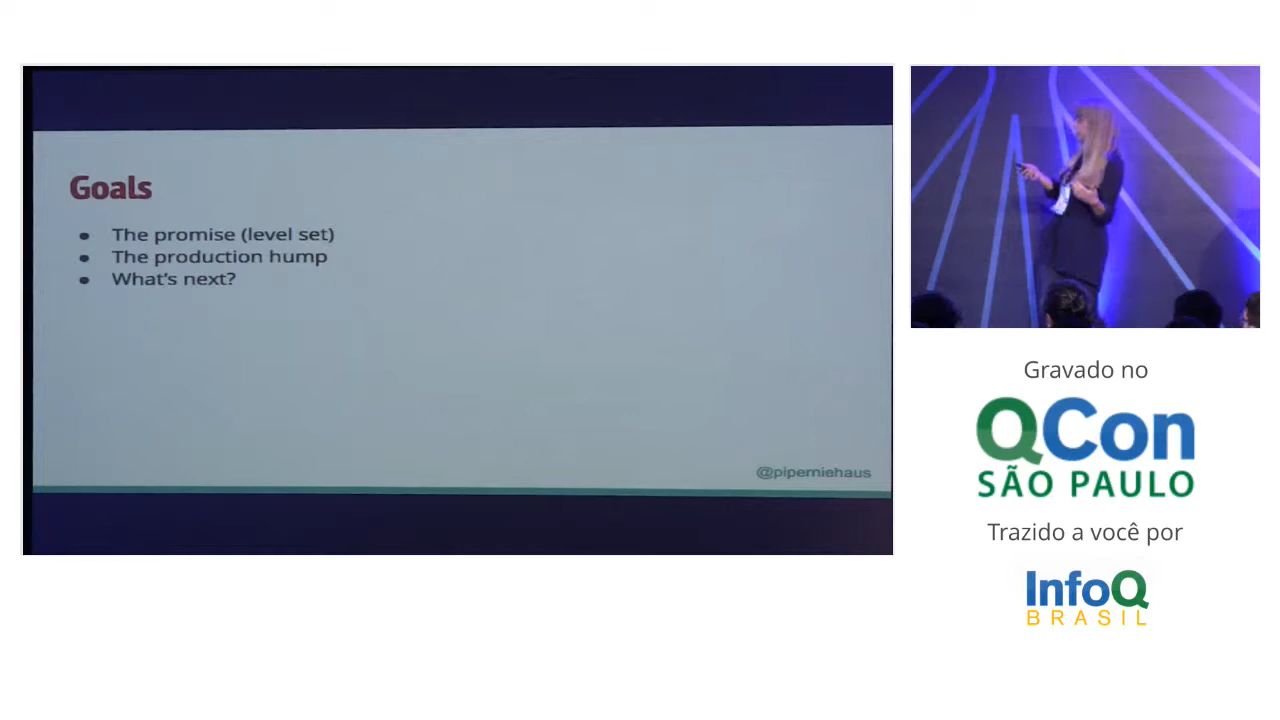 Goals
The promise (level set)
The production hump
What's next?
@piperniehaus
Gravado no
QCon
SÃO PAULO
Trazido a você por
InfoQ
BRASIL